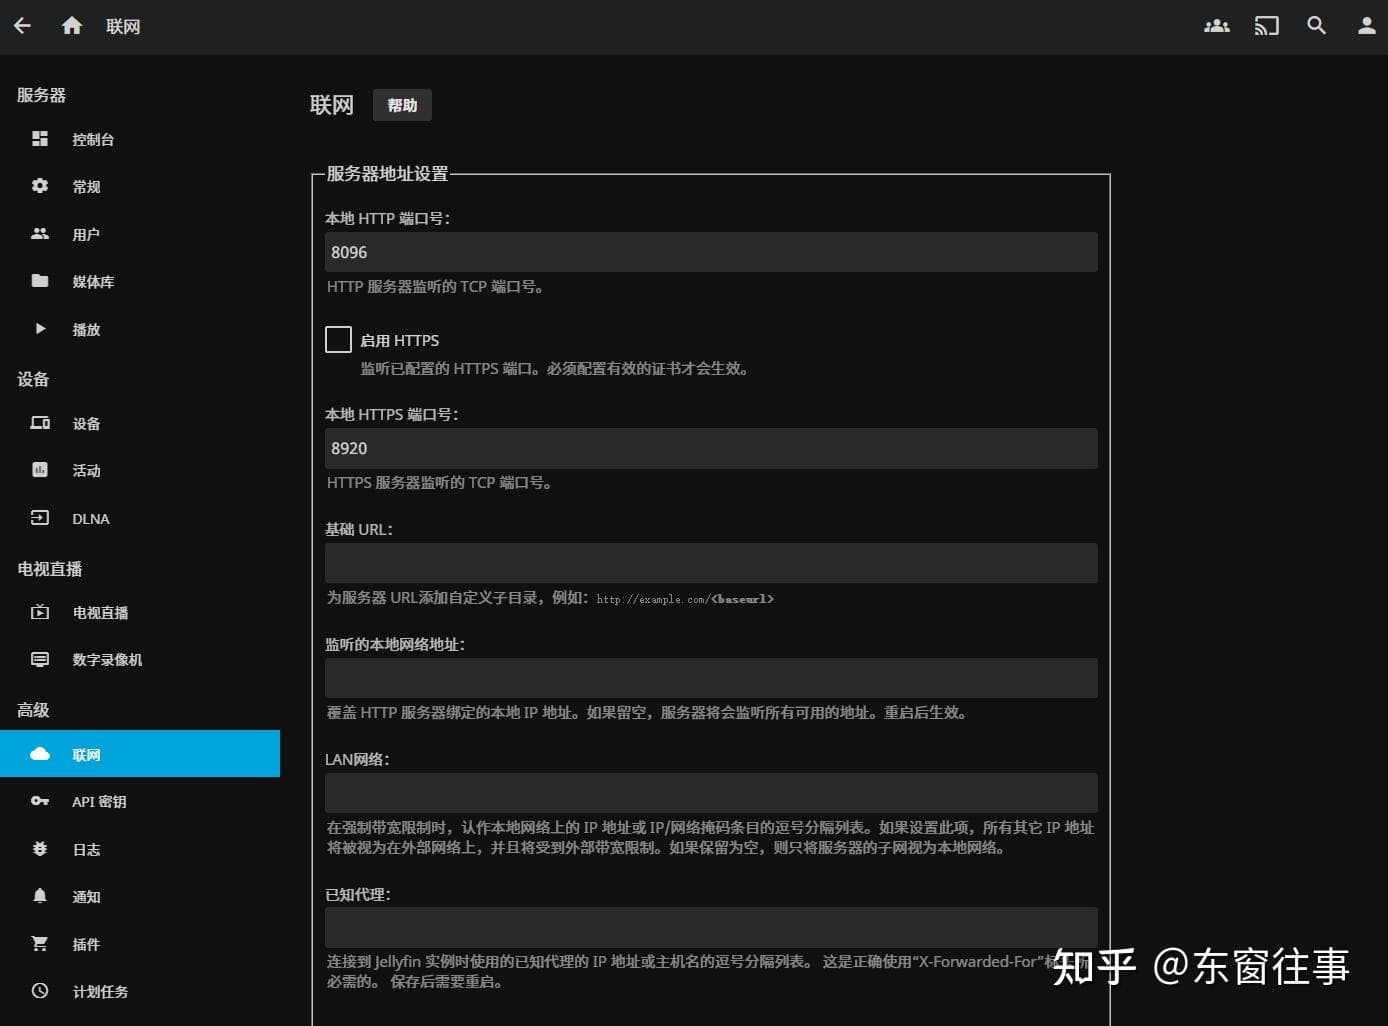 联网
服务器
控制台
常规
用户
媒体库
播放
设备
设备
活动
DLNA
电视直播
电视直播
数字录像机
高级
联网
API 密钥
日志
通知
插件
计划任务
联网
帮助
服务器地址设置
本地 HTTP 端口号：
8096
HTTP 服务器监听的 TCP 端口号。
启用 HTTPS
监听已配置的 HTTPS 端口。必须配置有效的证书才会生效。
本地 HTTPS 端口号：
8920
HTTPS 服务器监听的 TCP 端口号。
基础 URL：
为服务器 URL添加自定义子目录，例如：http://example.com/<baseurl>
监听的本地网络地址：
覆盖 HTTP 服务器绑定的本地 IP 地址。如果留空，服务器将会监听所有可用的地址。重启后生效。
LAN网络：
在强制带宽限制时，认作本地网络上的 IP 地址或 IP/网络掩码条目的逗号分隔列表。如果设置此项，所有其它 IP 地址
将被视为在外部网络上，并且将受到外部带宽限制。如果保留为空，则只将服务器的子网视为本地网络。
已知代理：
连接到 Jellyfin 实例时使用的已知代理的 IP 地址或主机名的逗号分隔列表。 这是正确使用“X-Forwarded-For”
必需的。 保存后需要重启。
知乎 @东窗往事